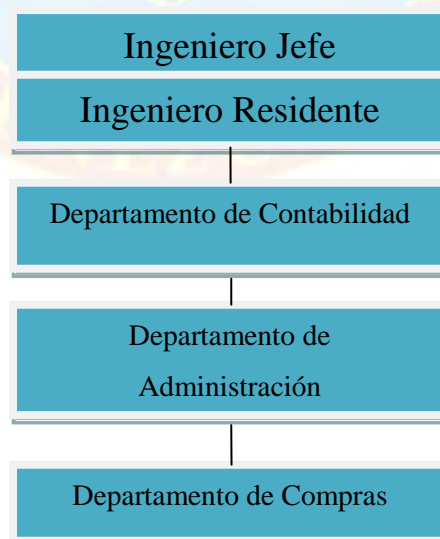 Ingeniero Jefe
Ingeniero Residente
Departamento de Contabilidad
Departamento de
Administración
Departamento de Compras